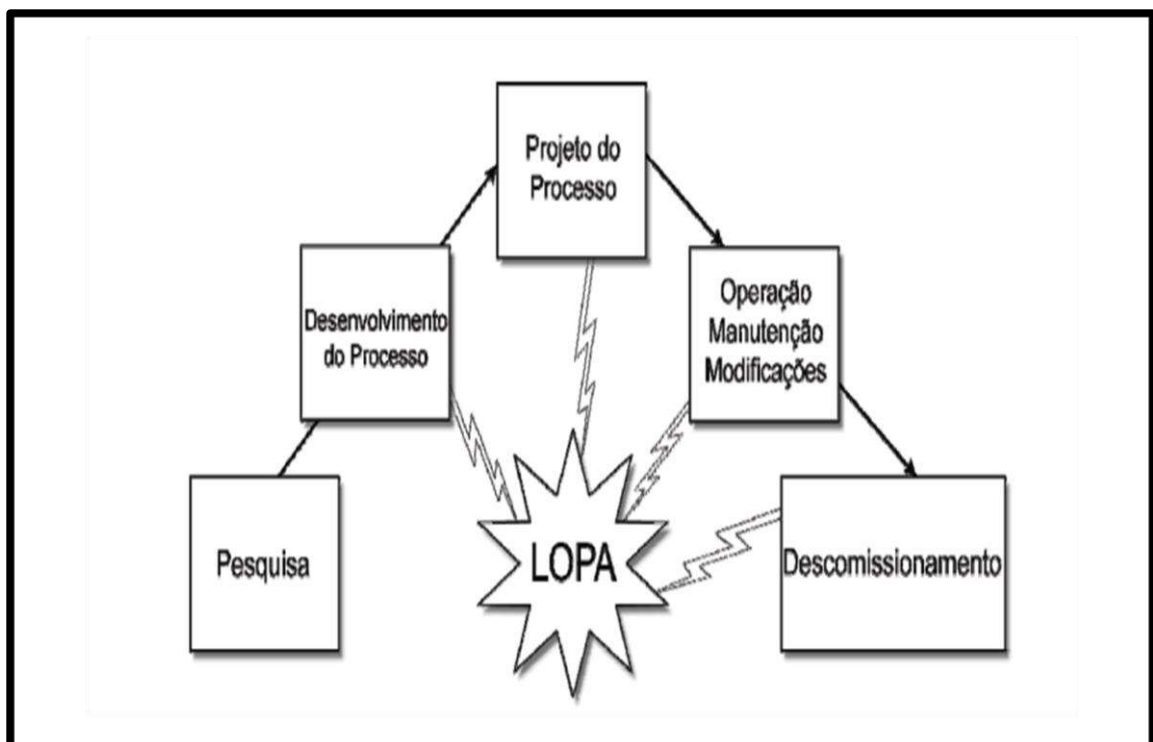 Projeto do
Processo
Desenvolvimento
do Processo
Operação
Manutenção
Modificações
Pesquisa
LOPA
Descomissionamento